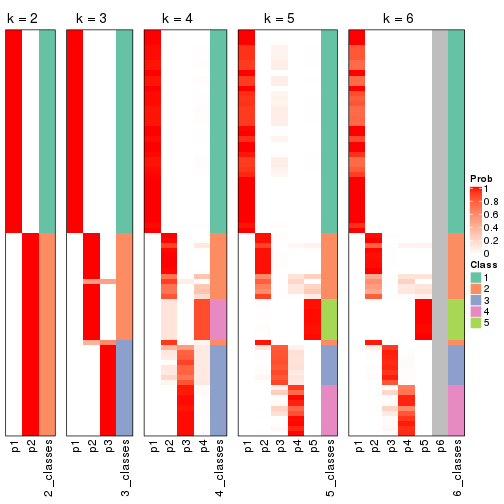 k = 2
k = 3
k = 4
k = 5
k = 6
p1
p2
2_classes
p1
p2
p3
3_classes
p1
p2
p3
p4
4_classes
p1
p2
p3
p4
p5
5_classes
p1
p2
p3
p4
p5
p6
6_classes
Prob
1
0.8
0.6
0.4
0.2
0
Class
1
2
3
4
5